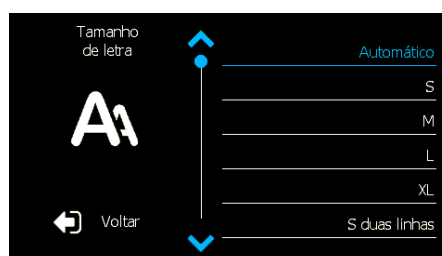 Tamanho
de letra
Voltar
Automático
S
M
L
XL
S duas linhas